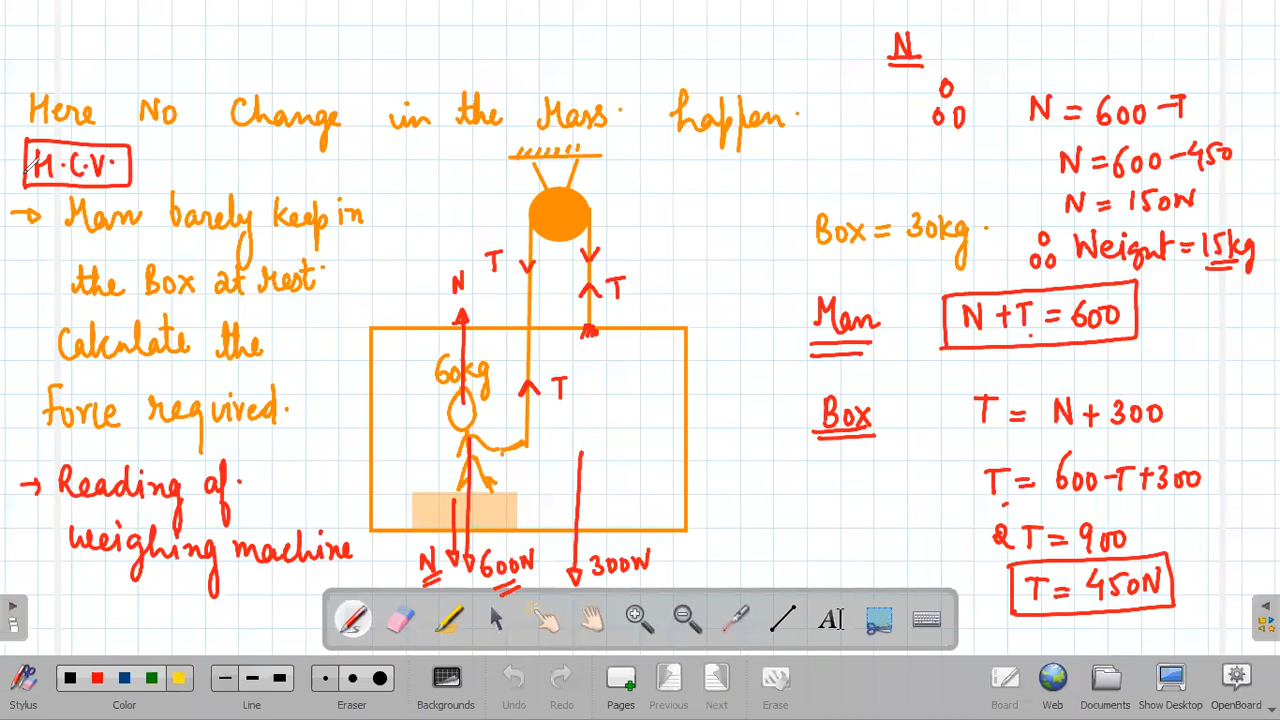 Here No Change in the Mass. happen.
H.C.V.
→ Man barely keep in
the Box at rest
Calculate the
force required.
→ Reading of
weighing machine
T
T
N
60kg
T
N
600N
300N
N
∴ N = 600 - T
N = 600 - 450
N = 150N
∴ Weight = 15kg
Box = 30kg.
Man N + T = 600
Box T = N + 300
T = 600 - T + 300
2T = 900
T = 450N
Stylus
Color
Line
Eraser
Backgrounds
Undo
Redo
Pages
Previous
Next
Erase
Board
Web
Documents
Show Desktop
OpenBoard